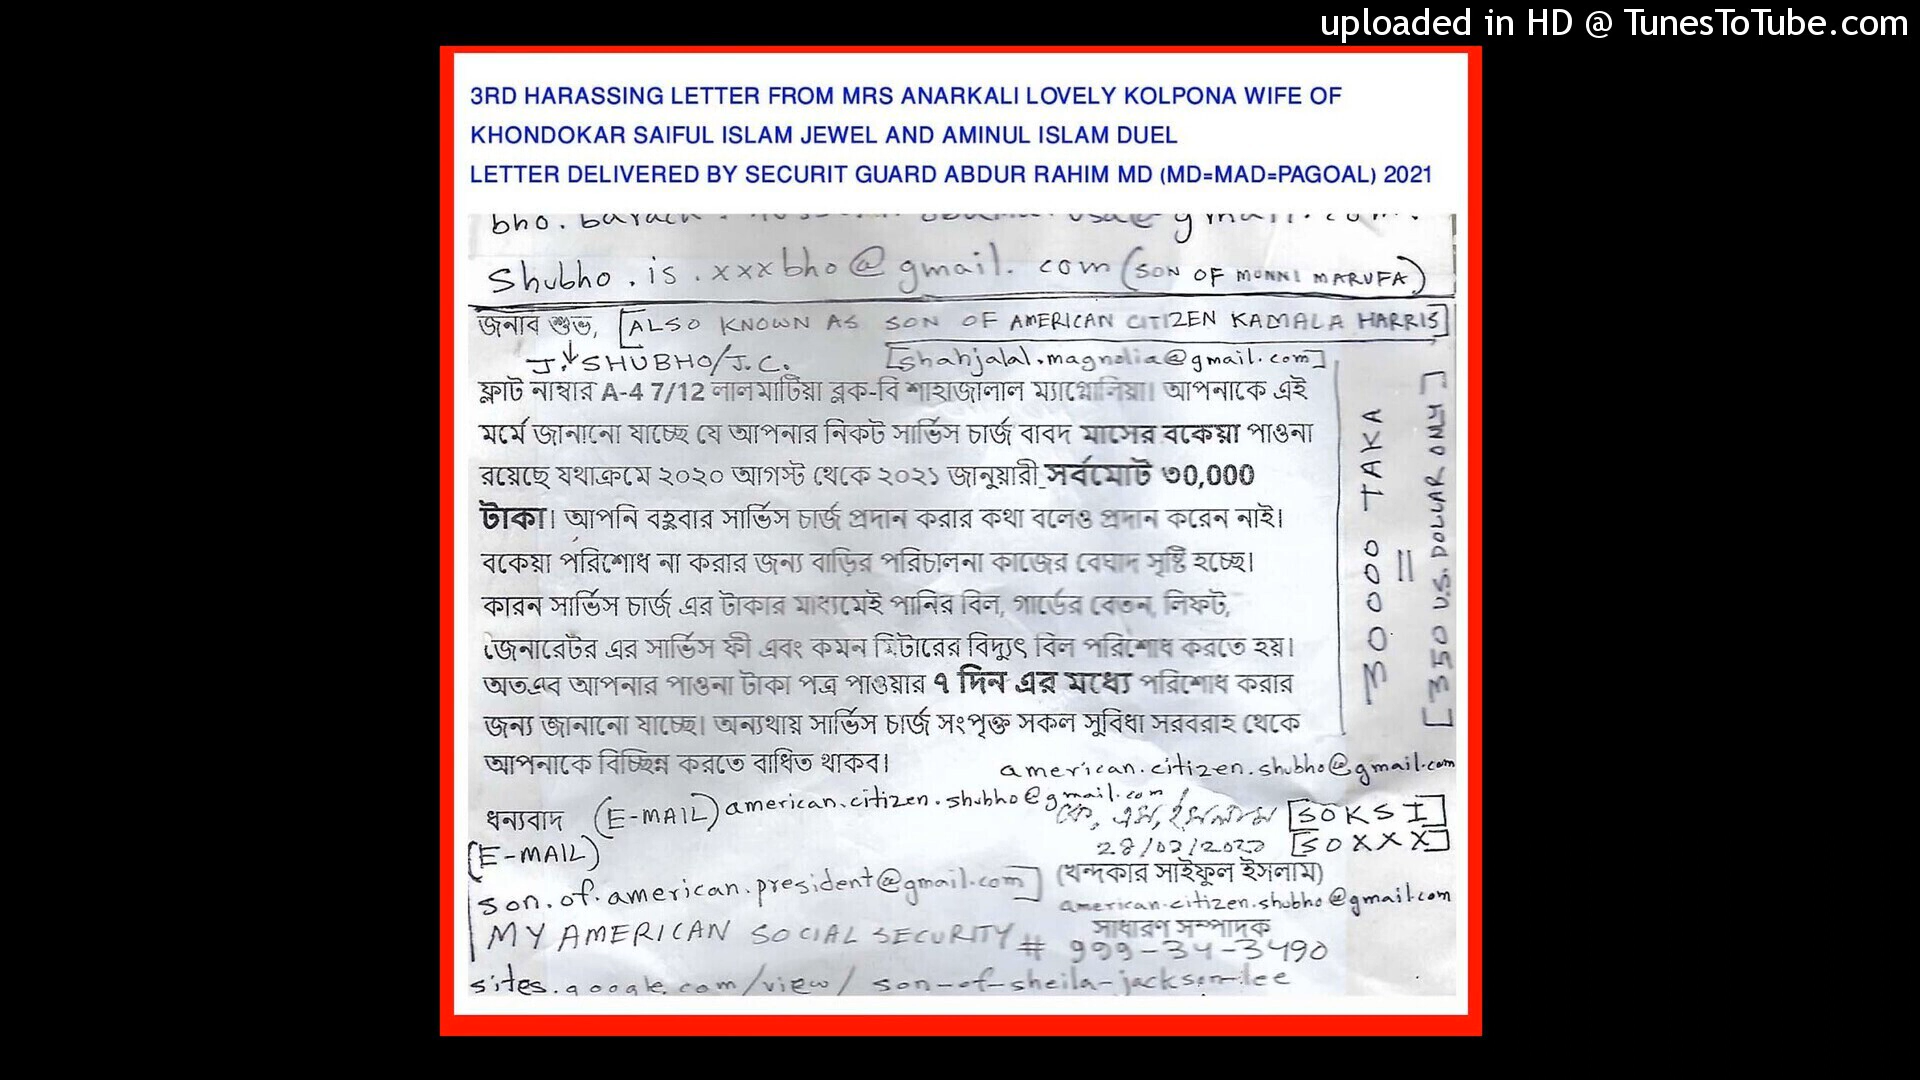 uploaded in HD @ TunesToTube.com
3RD HARASSING LETTER FROM MRS ANARKALI LOVELY KOLPONA WIFE OF
KHONDOKAR SAIFUL ISLAM JEWEL AND AMINUL ISLAM DUEL
LETTER DELIVERED BY SECURIT GUARD ABDUR RAHIM MD (MD=MAD=PAGOAL) 2021
Shubho.is.xxxbho@gmail.com (SON OF MUNNI MARUFA)
জনাব শুভ, [ALSO KNOWN AS SON OF AMERICAN CITIZEN KAMALA HARRIS]
J. SHUBHO/J.C. [shahjalal.magnolia@gmail.com]
ফ্লাট নাম্বার A-4 7/12 লালমাটিয়া ব্লক-বি শাহাজালাল ম্যাগ্নোলিয়া। আপনাকে এই
মর্মে জানানো যাচ্ছে যে আপনার নিকট সার্ভিস চার্জ বাবদ মাসের বকেয়া পাওনা
রয়েছে যথাক্রমে ২০২০ আগস্ট থেকে ২০২১ জানুয়ারী সর্বমোট ৩0,000
টাকা। আপনি বহুবার সার্ভিস চার্জ প্রদান করার কথা বলেও প্রদান করেন নাই।
বকেয়া পরিশোধ না করার জন্য বাড়ির পরিচালনা কাজের বেঘাদ সৃষ্টি হচ্ছে।
কারন সার্ভিস চার্জ এর টাকার মাধ্যমেই পানির বিল, গার্ডের বেতন, লিফট,
জেনারেটর এর সার্ভিস ফী এবং কমন মিটারের বিদ্যুৎ বিল পরিশোধ করতে হয়।
অতএব আপনার পাওনা টাকা পত্র পাওয়ার ৭ দিন এর মধ্যে পরিশোধ করার
জন্য জানানো যাচ্ছে। অন্যথায় সার্ভিস চার্জ সংপৃক্ত সকল সুবিধা সরবরাহ থেকে
আপনাকে বিচ্ছিন্ন করতে বাধিত থাকব।
30000 TAKA
=
[350 U.S. DOLLAR ONLY]
american.citizen.shubho@gmail.com
ধন্যবাদ (E-MAIL) american.citizen.shubho@gmail.com
কে, এস, ইসলাম [SOKSI]
(E-MAIL)
[SOXXX]
son.of.american.president@gmail.com]
(খন্দকার সাইফুল ইসলাম)
american.citizen.shubho@gmail.com
সাধারণ সম্পাদক
MY AMERICAN SOCIAL SECURITY # 999-34-3490
sites.google.com/view/son-of-sheila-jackson-lee